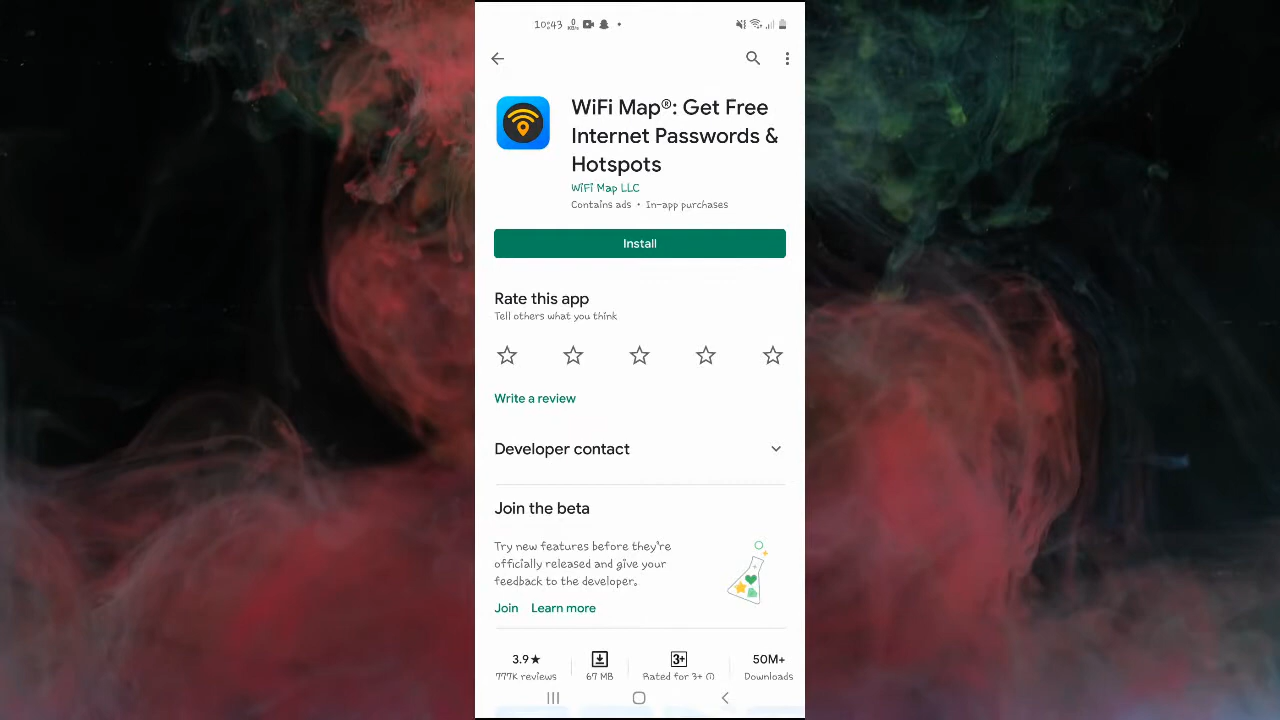 10:43 0 KB/s
WiFi Map®: Get Free
Internet Passwords &
Hotspots
WiFi Map LLC
Contains ads • In-app purchases
Install
Rate this app
Tell others what you think
Write a review
Developer contact
Join the beta
Try new features before they're
officially released and give your
feedback to the developer.
Join Learn more
3.9★ 3+ 50M+
777K reviews 67 MB Rated for 3+ Downloads